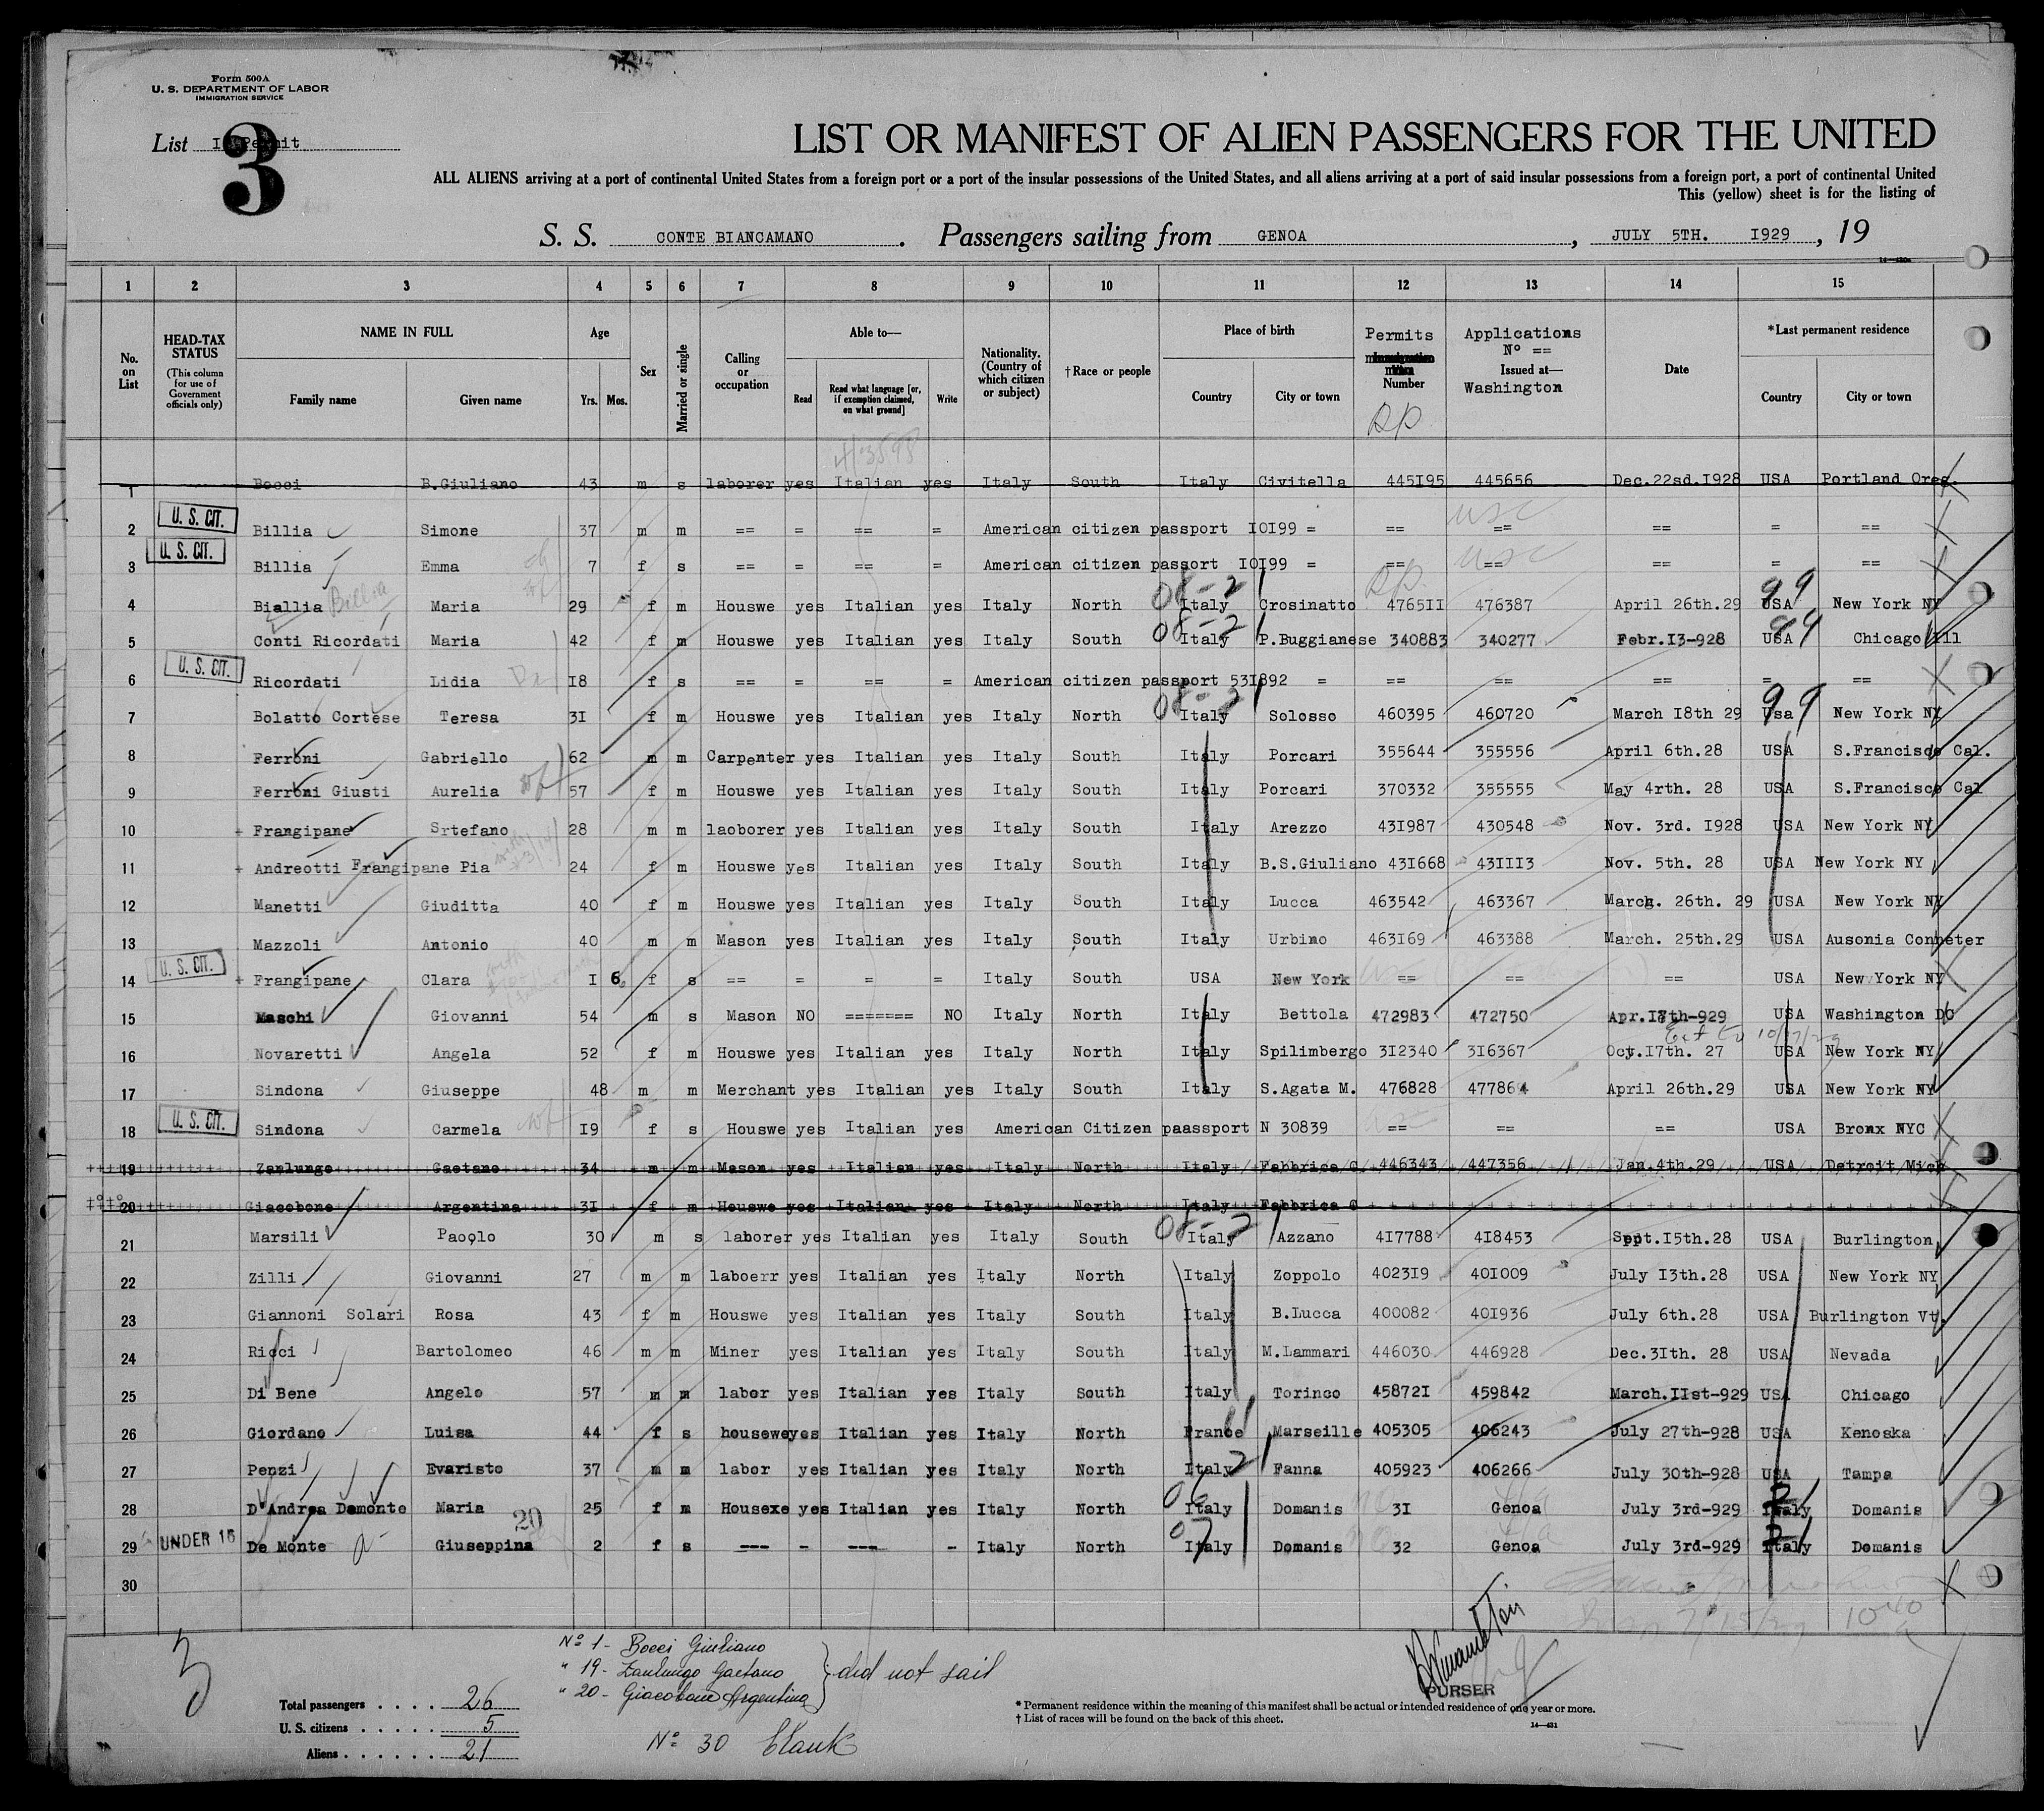 Form 500A
U. S. DEPARTMENT OF LABOR
IMMIGRATION SERVICE
List
3
LIST OR MANIFEST OF ALIEN PASSENGERS FOR THE UNITED
ALL ALIENS arriving at a port of continental United States from a foreign port or a port of the insular possessions of the United States, and all aliens arriving at a port of said insular possessions from a foreign port, a port of continental United
This (yellow) sheet is for the listing of
S. S. CONTE BIANCAMANO. Passengers sailing from GENOA, JULY 5TH. 1929, 19
1 2 3 4 5 6 7 8 9 10 11 12 13 14 15
No. on List
HEAD-TAX STATUS (This column for use of Government officials only)
NAME IN FULL Family name Given name
Age Yrs. Mos.
Sex
Married or single
Calling or occupation
Able to— Read Read what language [or, if exemption claimed, on what ground] Write
Nationality. (Country of which citizen or subject)
†Race or people
Place of birth Country City or town
Permits Number
Applications Nº == Issued at— Washington
Date
*Last permanent residence Country City or town
1 Bocci B.Giuliano 43 m s laborer yes Italian yes Italy South Italy Civitella 445195 445656 Dec.22sd.1928 USA Portland Oreg.
2 U. S. CIT. Billia Simone 37 m m == = == = American citizen passport 10199 = == == == = ==
3 U. S. CIT. Billia Emma 7 f s == = == = American citizen passort 10199 = == == == = ==
4 Biallia Billia Maria 29 f m Houswe yes Italian yes Italy North Italy Crosinatto 476511 476387 April 26th.29 USA New York NY
5 Conti Ricordati Maria 42 f m Houswe yes Italian yes Italy South Italy P.Buggianese 340883 340277 Febr.13-928 USA Chicago Ill
6 U. S. CIT. Ricordati Lidia 18 f s == = == = American citizen passport 531892 = == == == = ==
7 Bolatto Cortese Teresa 31 f m Houswe yes Italian yes Italy North Italy Solosso 460395 460720 March 18th 29 Usa New York NY
8 Ferroni Gabriello 62 m m Carpenter yes Italian yes Italy South Italy Porcari 355644 355556 April 6th.28 USA S.Francisco Cal.
9 Ferroni Giusti Aurelia 57 f m Houswe yes Italian yes Italy South Italy Porcari 370332 355555 May 4rth. 28 USA S.Francisco Cal
10 Frangipane Srtefano 28 m m laoborer yes Italian yes Italy South Italy Arezzo 431987 430548 Nov. 3rd. 1928 USA New York NY
11 Andreotti Frangipane Pia 24 f m Houswe yes Italian yes Italy South Italy B.S.Giuliano 431668 431113 Nov. 5th. 28 USA New York NY
12 Manetti Giuditta 40 f m Houswe yes Italian yes Italy South Italy Lucca 463542 463367 March. 26th. 29 USA New York NY
13 Mazzoli Antonio 40 m m Mason yes Italian yes Italy South Italy Urbino 463169 463388 March. 25th.29 USA Ausonia Conneter
14 U. S. CIT. Frangipane Clara 1 6 f s == = = = Italy South USA New York == == == USA New York NY
15 Maschi Giovanni 54 m s Mason NO ======= NO Italy North Italy Bettola 472983 472750 Apr.18th-929 USA Washington DC
16 Novaretti Angela 52 f m Houswe yes Italian yes Italy North Italy Spilimbergo 312340 316367 Oct.17th. 27 USA New York NY
17 Sindona Giuseppe 48 m m Merchant yes Italian yes Italy South Italy S.Agata M. 476828 477864 April 26th.29 USA New York NY
18 U. S. CIT. Sindona Carmela 19 f s Houswe yes Italian yes American Citizen paassport N 30839 == == == USA Bronx NYC
19 Zanlungo Gaetano 34 m m Mason yes Italian yes Italy North Italy Fabbrica C 446343 447356 Jan.4th.29 USA Detroit Mich
20 Giacobone Argentina 31 f m Houswe yes Italian yes Italy North Italy Fabbrica C
21 Marsili Paoolo 30 m s laborer yes Italian yes Italy South Italy Azzano 417788 418453 Sept.15th.28 USA Burlington
22 Zilli Giovanni 27 m m laboerr yes Italian yes Italy North Italy Zoppolo 402319 401009 July 13th.28 USA New York NY
23 Giannoni Solari Rosa 43 f m Houswe yes Italian yes Italy South Italy B.Lucca 400082 401936 July 6th.28 USA Burlington Vt.
24 Ricci Bartolomeo 46 m m Miner yes Italian yes Italy South Italy M.Lammari 446030 446928 Dec.31th. 28 USA Nevada
25 Di Bene Angelo 57 m m labor yes Italian yes Italy South Italy Torinco 458721 459842 March.11st-929 USA Chicago
26 Giordano Luisa 44 f s houseweyes Italian yes Italy North France Marseille 405305 406243 July 27th-928 USA Kenoska
27 Penzi Evaristo 37 m m labor yes Italian yes Italy North Italy Fanna 405923 406266 July 30th-928 USA Tampa
28 D'Andrea Demonte Maria 25 f m Housexe yes Italian yes Italy North Italy Domanis 31 Genoa July 3rd-929 Italy Domanis
29 UNDER 16 De Monte Giuseppina 2 f s --- - --- - Italy North Italy Domanis 32 Genoa July 3rd-929 Italy Domanis
30
Nº 1 - Bocci Giuliano
" 19 - Zanlungo Gaetano
" 20 - Giacobone Argentina
did not sail
Nº 30 blank
Total passengers . . . . 26
U. S. citizens . . . . . 5
Aliens . . . . . . 21
PURSER
* Permanent residence within the meaning of this manifest shall be actual or intended residence of one year or more.
† List of races will be found on the back of this sheet.
14—431